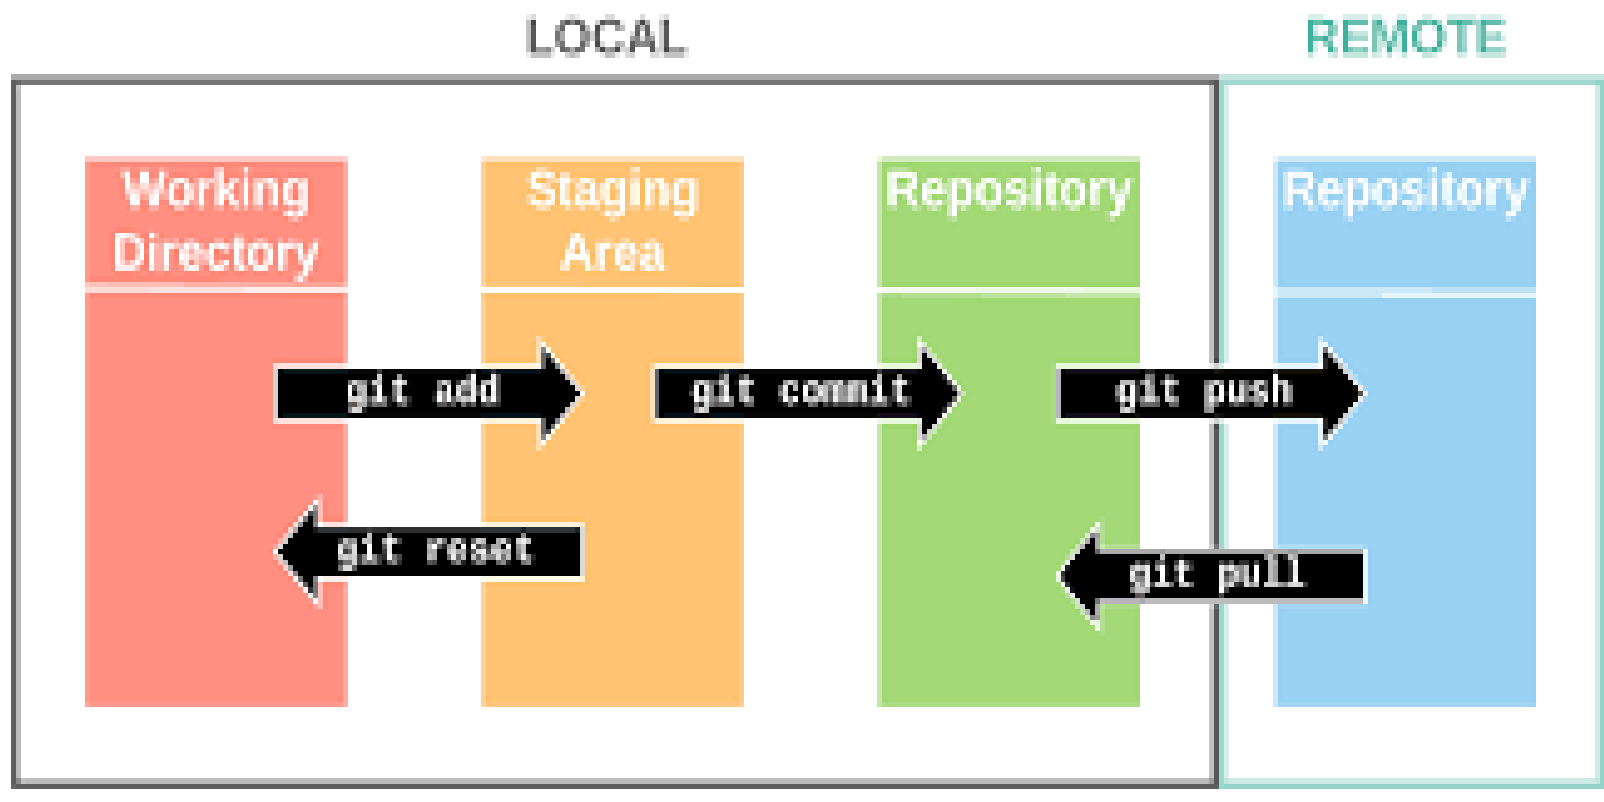 LOCAL
REMOTE
Working
Directory
Staging
Area
Repository
Repository
git add
git commit
git push
git reset
git pull